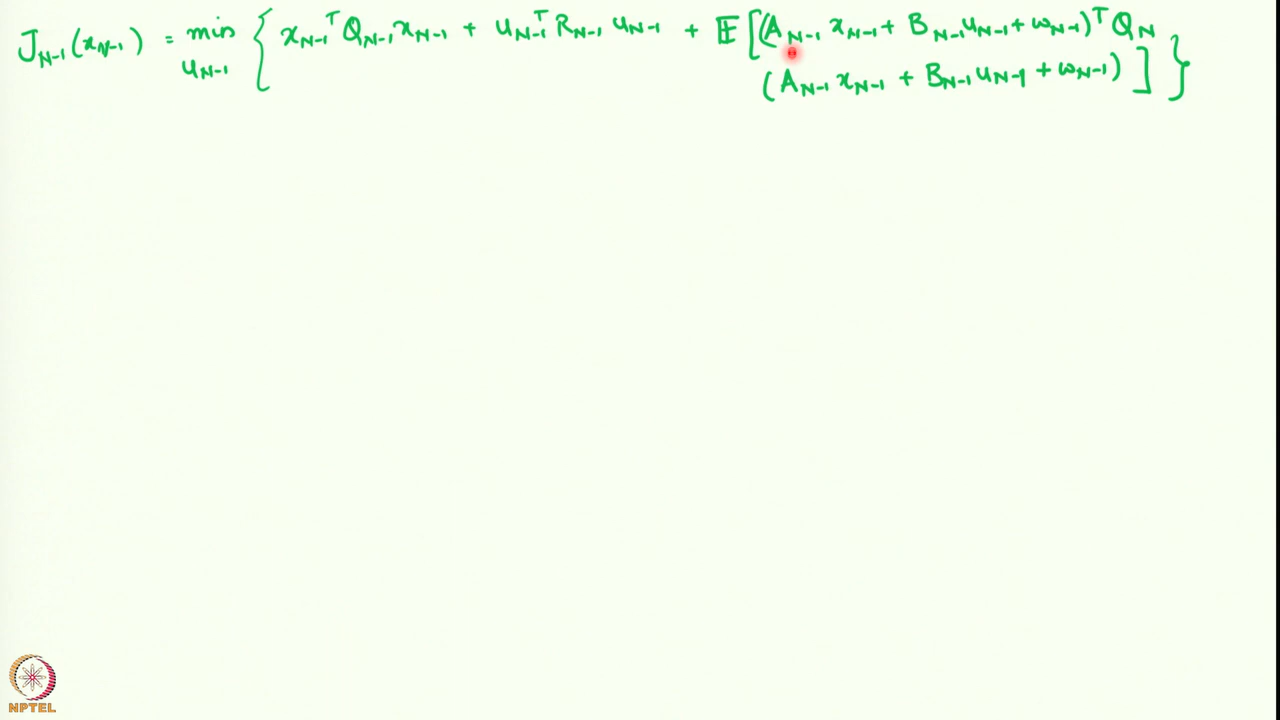 J_{N-1}(x_{N-1}) = min_{u_{N-1}} { x_{N-1}^T Q_{N-1} x_{N-1} + u_{N-1}^T R_{N-1} u_{N-1} + 𝔼 [ (A_{N-1} x_{N-1} + B_{N-1} u_{N-1} + w_{N-1})^T Q_N
(A_{N-1} x_{N-1} + B_{N-1} u_{N-1} + w_{N-1}) ] }
NPTEL